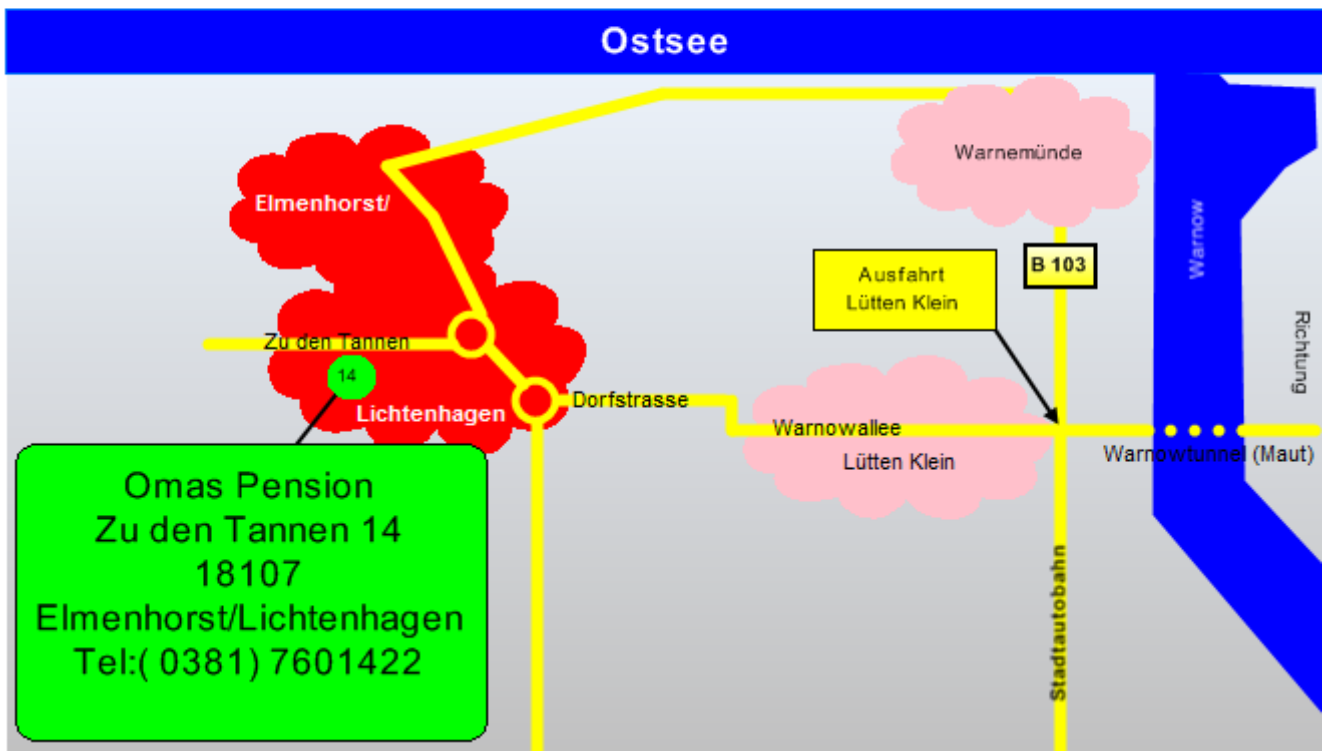 Ostsee
Warnemünde
Elmenhorst/
Warnow
B 103
Ausfahrt
Lütten Klein
Richtung
Zu den Tannen
14
Lichtenhagen
Dorfstrasse
Warnowallee
Lütten Klein
Warnowtunnel (Maut)
Stadtautobahn
Omas Pension
Zu den Tannen 14
18107
Elmenhorst/Lichtenhagen
Tel:( 0381) 7601422